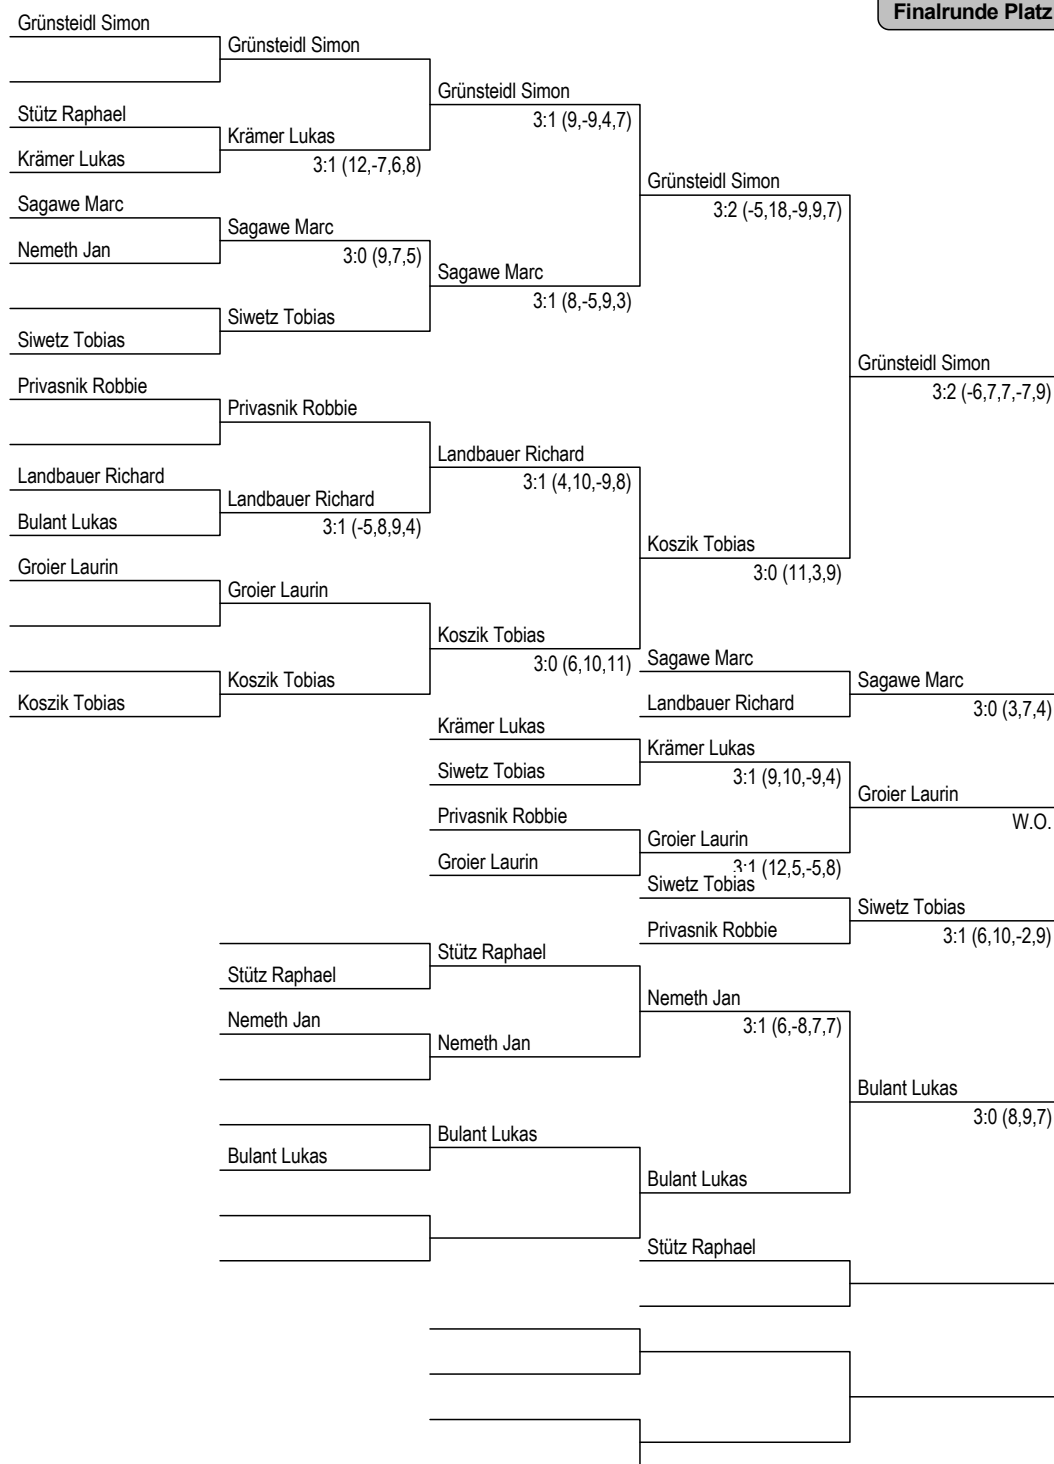 Finalrunde Platz
Grünsteidl Simon
Grünsteidl Simon
Grünsteidl Simon
3:1 (9,-9,4,7)
Stütz Raphael
Krämer Lukas
Krämer Lukas
3:1 (12,-7,6,8)
Grünsteidl Simon
3:2 (-5,18,-9,9,7)
Sagawe Marc
Sagawe Marc
Nemeth Jan
3:0 (9,7,5)
Sagawe Marc
3:1 (8,-5,9,3)
Siwetz Tobias
Siwetz Tobias
Grünsteidl Simon
3:2 (-6,7,7,-7,9)
Privasnik Robbie
Privasnik Robbie
Landbauer Richard
3:1 (4,10,-9,8)
Landbauer Richard
Landbauer Richard
Bulant Lukas
3:1 (-5,8,9,4)
Koszik Tobias
3:0 (11,3,9)
Groier Laurin
Groier Laurin
Koszik Tobias
3:0 (6,10,11)
Koszik Tobias
Koszik Tobias
Sagawe Marc
Sagawe Marc
Landbauer Richard
3:0 (3,7,4)
Krämer Lukas
Krämer Lukas
Siwetz Tobias
3:1 (9,10,-9,4)
Groier Laurin
W.O.
Privasnik Robbie
Groier Laurin
Groier Laurin
3:1 (12,5,-5,8)
Siwetz Tobias
Siwetz Tobias
Privasnik Robbie
3:1 (6,10,-2,9)
Stütz Raphael
Stütz Raphael
Nemeth Jan
3:1 (6,-8,7,7)
Nemeth Jan
Nemeth Jan
Bulant Lukas
3:0 (8,9,7)
Bulant Lukas
Bulant Lukas
Bulant Lukas
Stütz Raphael